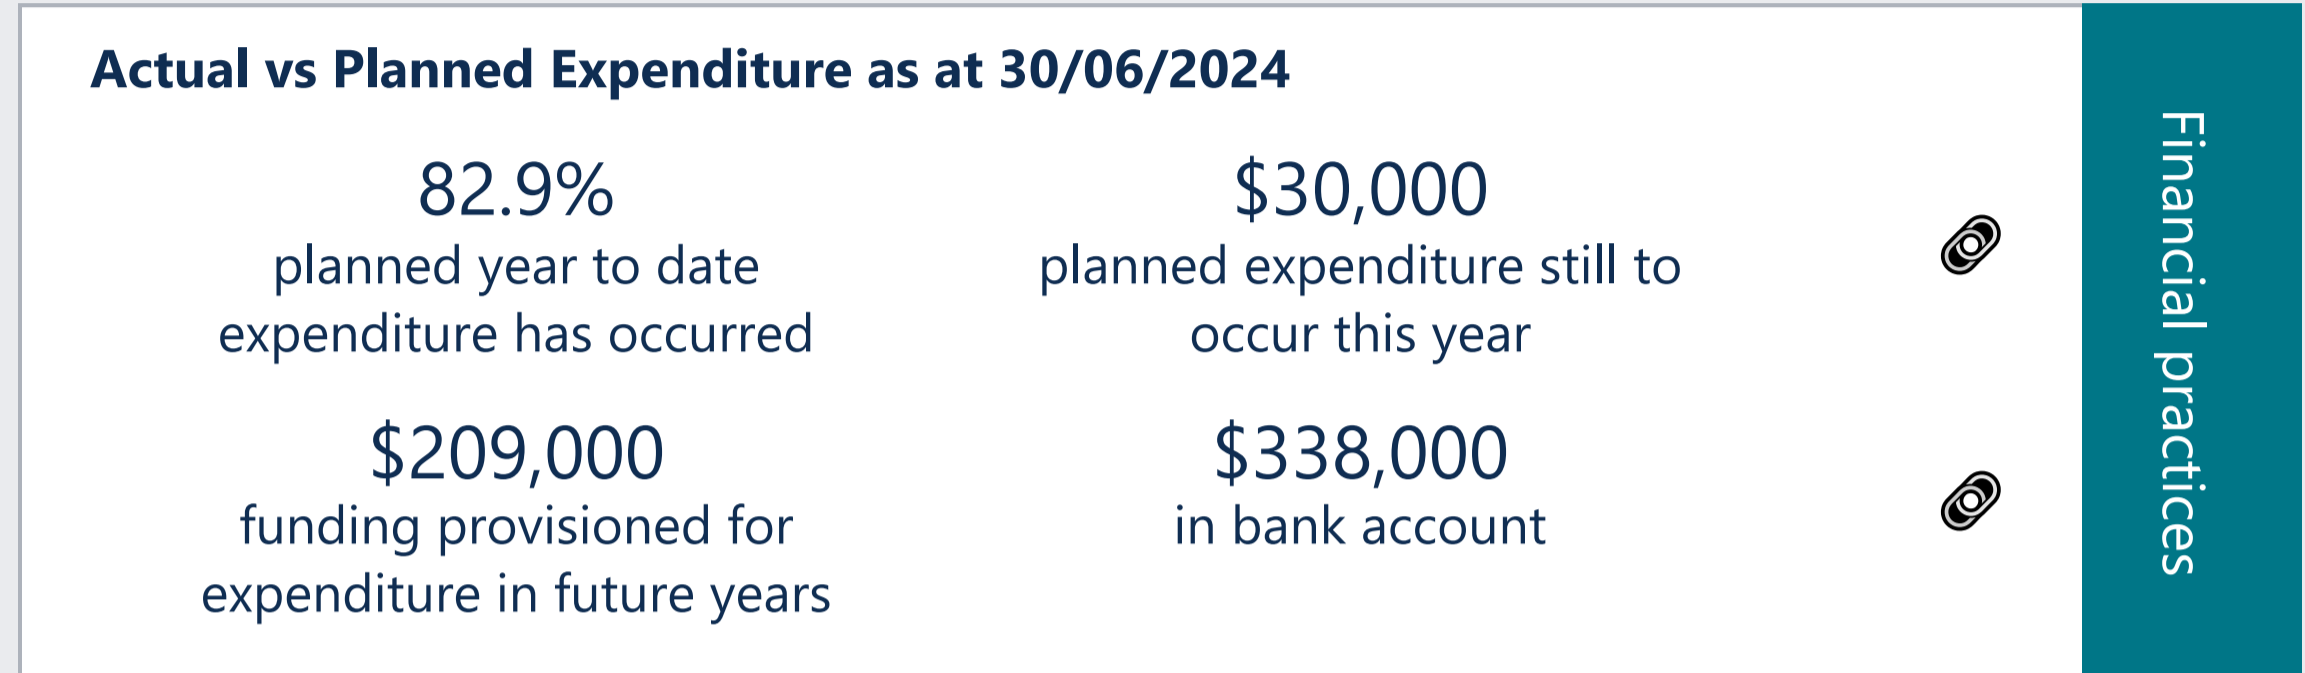 Actual vs Planned Expenditure as at 30/06/2024
82.9%
planned year to date
expenditure has occurred
$30,000
planned expenditure still to
occur this year
$209,000
funding provisioned for
expenditure in future years
$338,000
in bank account
Financial practices